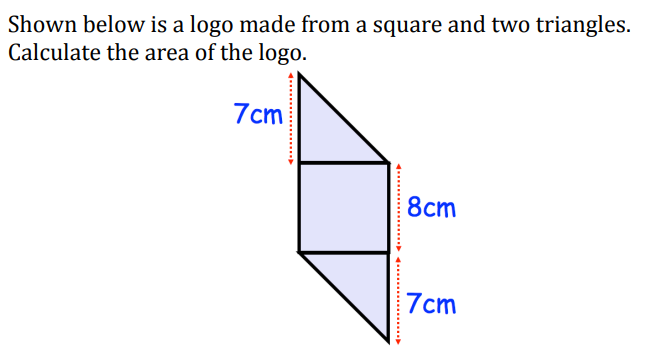 Shown below is a logo made from a square and two triangles.
Calculate the area of the logo.
7cm
8cm
7cm